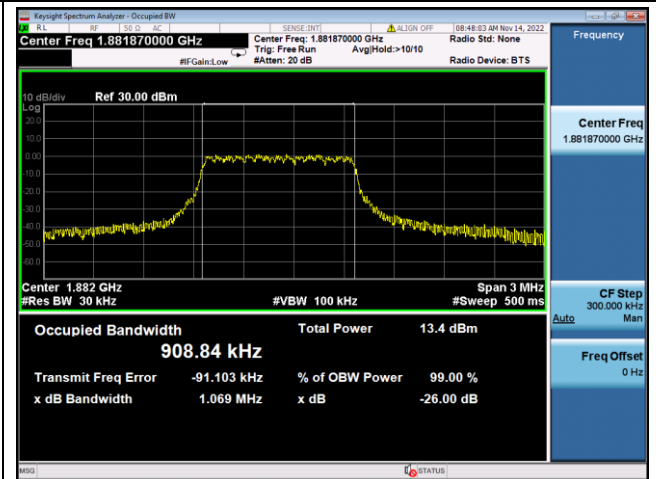 Keysight Spectrum Analyzer - Occupied BW
RL RF 50 Ω AC SENSE:INT ALIGN OFF 08:48:03 AM Nov 14, 2022
Center Freq 1.881870000 GHz
Center Freq: 1.881870000 GHz Radio Std: None
Trig: Free Run Avg|Hold:>10/10
#IFGain:Low #Atten: 20 dB Radio Device: BTS
10 dB/div Ref 30.00 dBm
Log
20.0
10.0
0.00
-10.0
-20.0
-30.0
-40.0
-50.0
-60.0
Center 1.882 GHz Span 3 MHz
#Res BW 30 kHz #VBW 100 kHz #Sweep 500 ms
Occupied Bandwidth Total Power 13.4 dBm
908.84 kHz
Transmit Freq Error -91.103 kHz % of OBW Power 99.00 %
x dB Bandwidth 1.069 MHz x dB -26.00 dB
MSG STATUS
Frequency
Center Freq
1.881870000 GHz
CF Step
300.000 kHz
Auto Man
Freq Offset
0 Hz